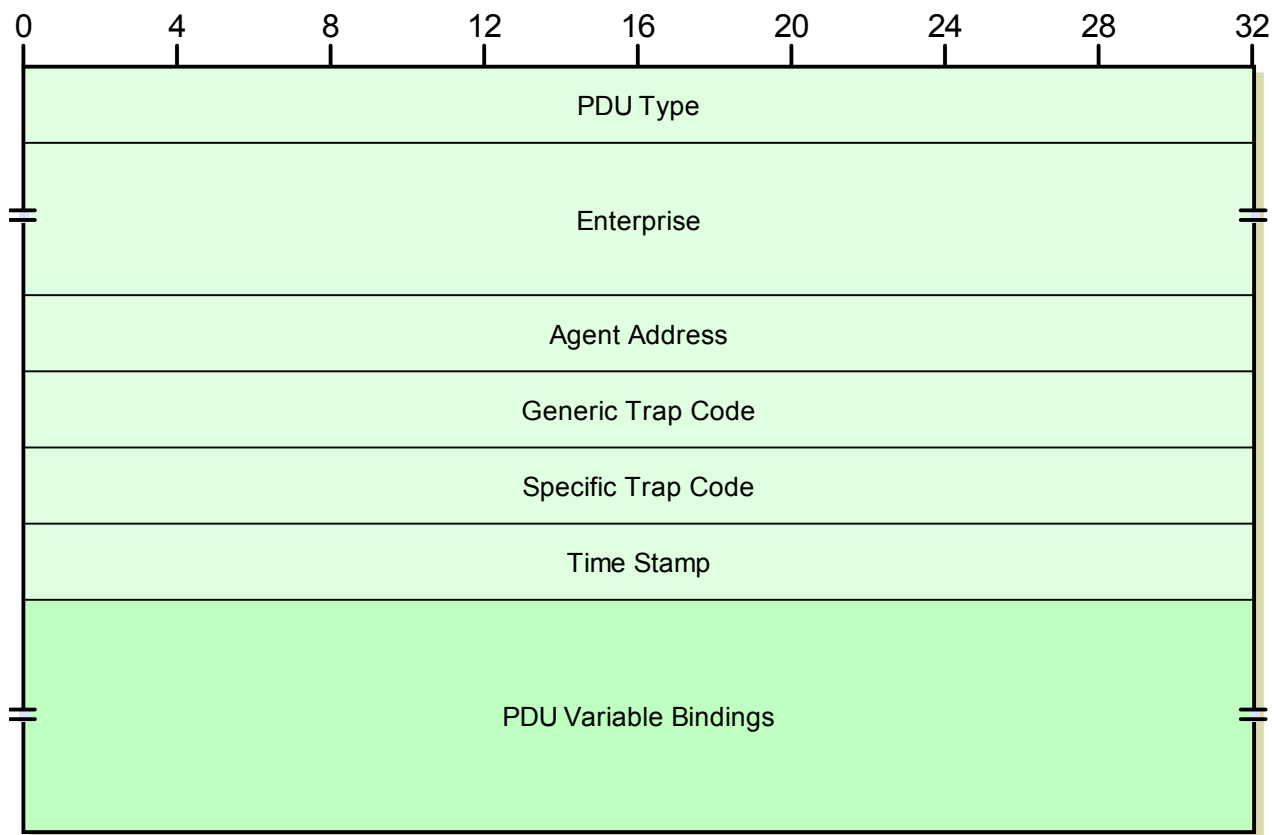 0 4 8 12 16 20 24 28 32
PDU Type
Enterprise
Agent Address
Generic Trap Code
Specific Trap Code
Time Stamp
PDU Variable Bindings